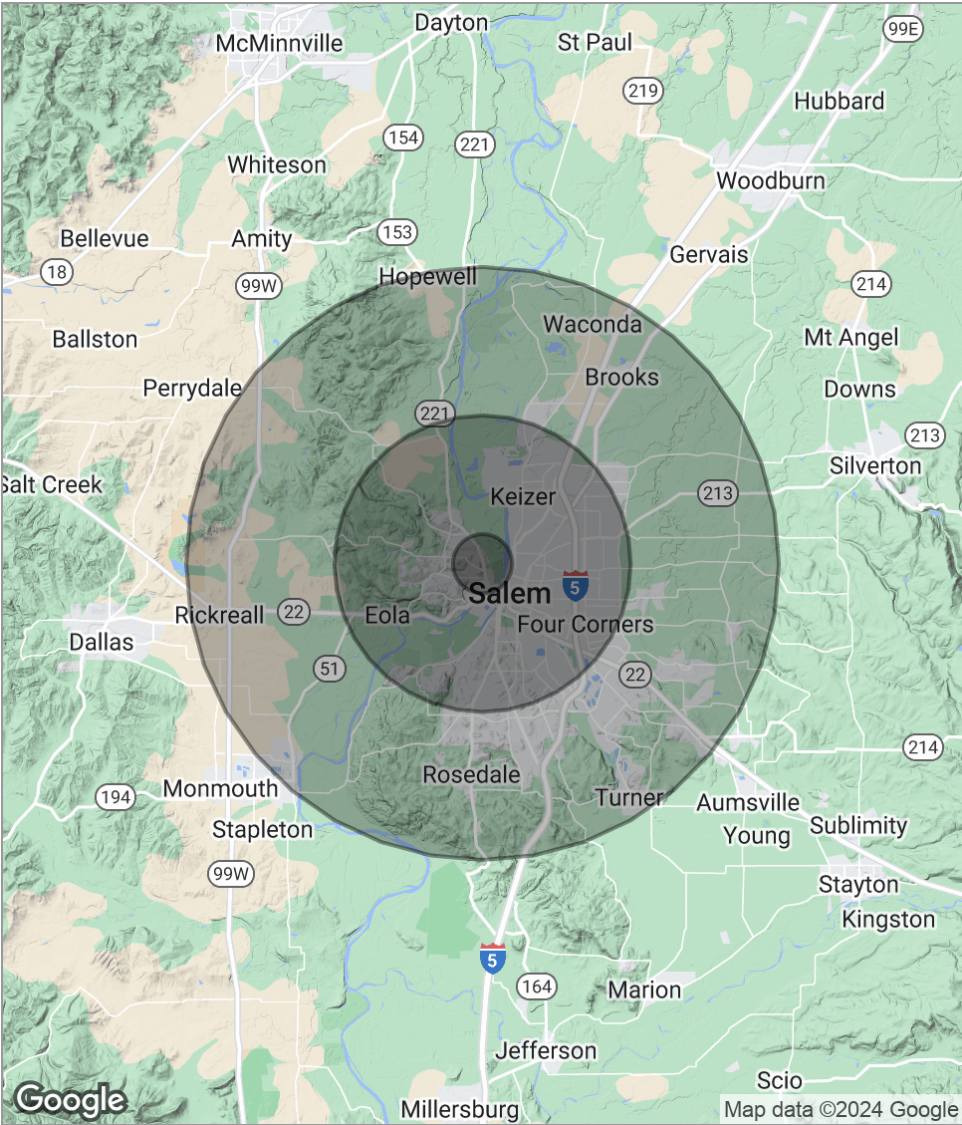 Dayton
99E
McMinnville
St Paul
219
Hubbard
154
221
Whiteson
Woodburn
153
Bellevue
Amity
Gervais
18
Hopewell
99W
214
Waconda
Ballston
Mt Angel
Brooks
Perrydale
Downs
221
213
Silverton
Salt Creek
213
Keizer
5
Salem
22
Rickreall
Eola
Four Corners
Dallas
51
22
214
Rosedale
Monmouth
194
Turner
Aumsville
Stapleton
Young
Sublimity
99W
Stayton
Kingston
5
164
Marion
Jefferson
Scio
Google
Millersburg
Map data ©2024 Google